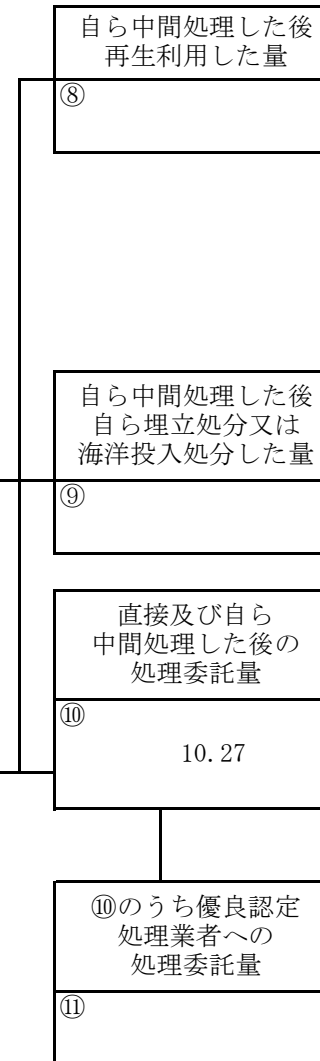 自ら中間処理した後
再生利用した量
⑧
自ら中間処理した後
自ら埋立処分又は
海洋投入処分した量
⑨
直接及び自ら
中間処理した後の
処理委託量
⑩
10.27
⑩のうち優良認定
処理業者への
処理委託量
⑪